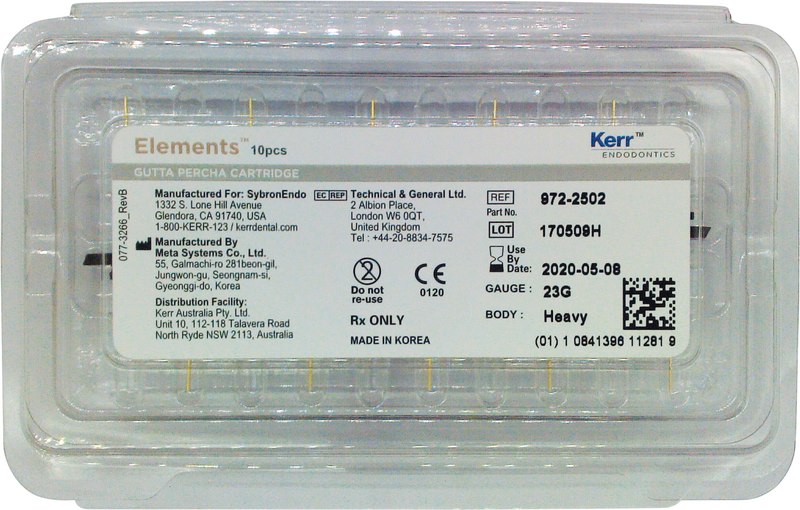 Elements™ 10pcs
Kerr™
ENDODONTICS
GUTTA PERCHA CARTRIDGE
077-3266_RevB
Manufactured For: SybronEndo
1332 S. Lone Hill Avenue
Glendora, CA 91740, USA
1-800-KERR-123 / kerrdental.com
Manufactured By
Meta Systems Co., Ltd.
55, Galmachi-ro 281beon-gil,
Jungwon-gu, Seongnam-si,
Gyeonggi-do, Korea
Distribution Facility:
Kerr Australia Pty. Ltd.
Unit 10, 112-118 Talavera Road
North Ryde NSW 2113, Australia
EC REP Technical & General Ltd.
2 Albion Place,
London W6 0QT,
United Kingdom
Tel : +44-20-8834-7575
2
Do not
re-use
CE
0120
Rx ONLY
MADE IN KOREA
REF 972-2502
Part No.
LOT 170509H
Use
By
Date: 2020-05-08
GAUGE : 23G
BODY : Heavy
(01) 1 0841396 11281 9